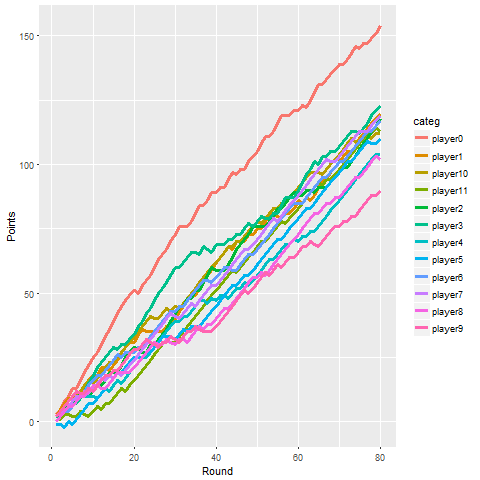 150
100
50
0
Points
0 20 40 60 80
Round
categ
player0
player1
player10
player11
player2
player3
player4
player5
player6
player7
player8
player9